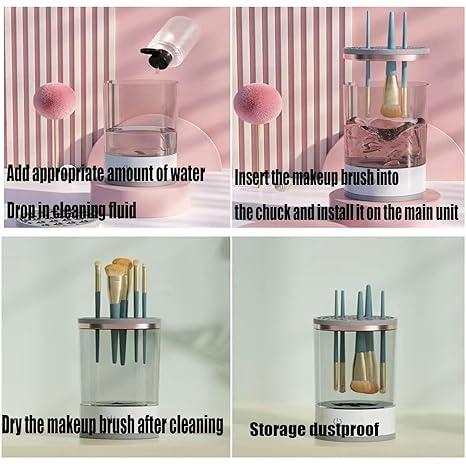 Add appropriate amount of water
Drop in cleaning fluid
Insert the makeup brush into
the chuck and install it on the main unit
Dry the makeup brush after cleaning
Storage dustproof